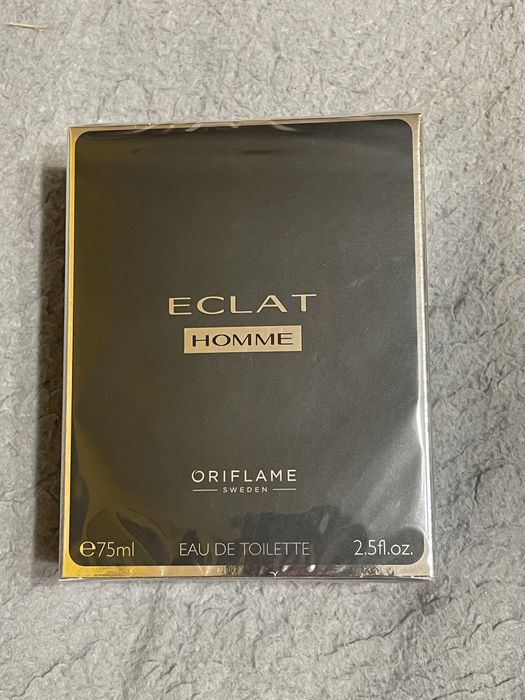 ECLAT
HOMME
ORIFLAME
SWEDEN
℮75ml EAU DE TOILETTE 2.5fl.oz.